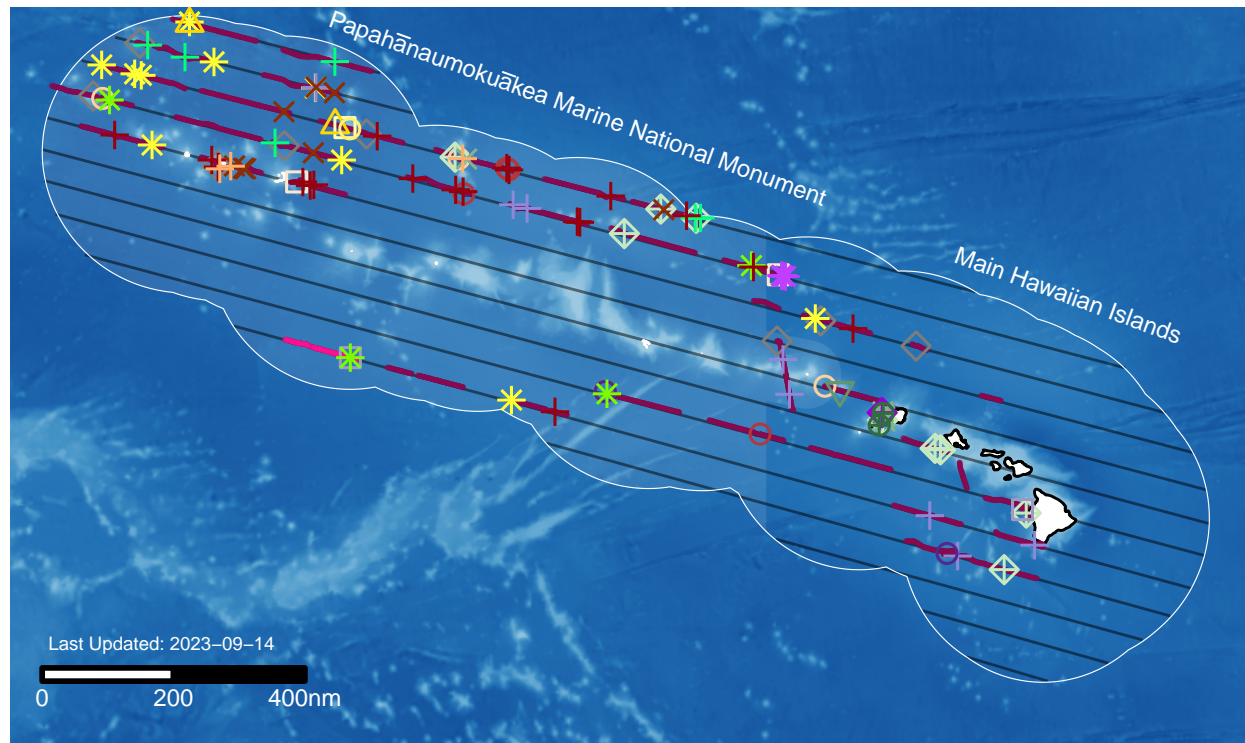 Papahānaumokuākea Marine National Monument
Main Hawaiian Islands
Last Updated: 2023−09−14
0 200 400nm